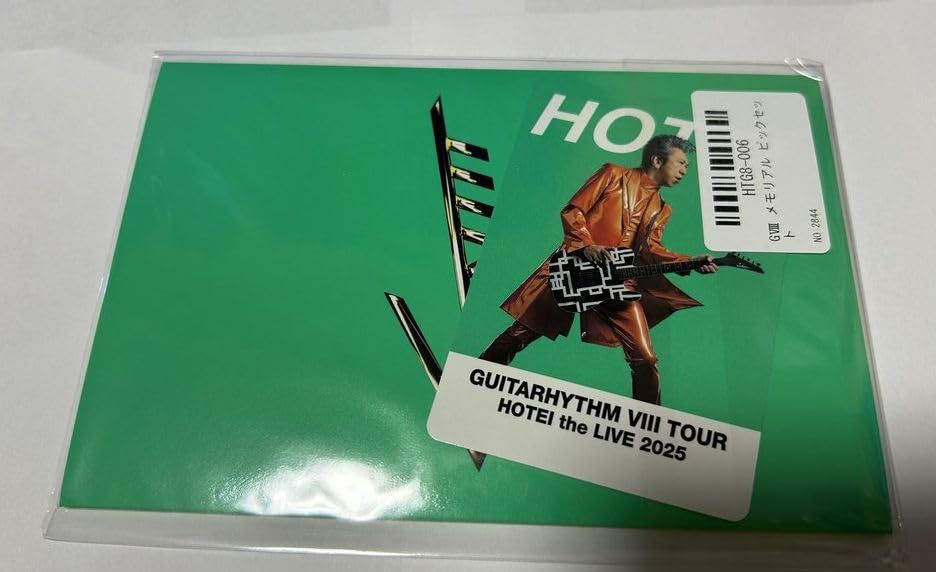 HOT
HTG8-006
GⅧ メモリアル ピックセッ
ト
NO 2844
GUITARHYTHM VIII TOUR
HOTEI the LIVE 2025